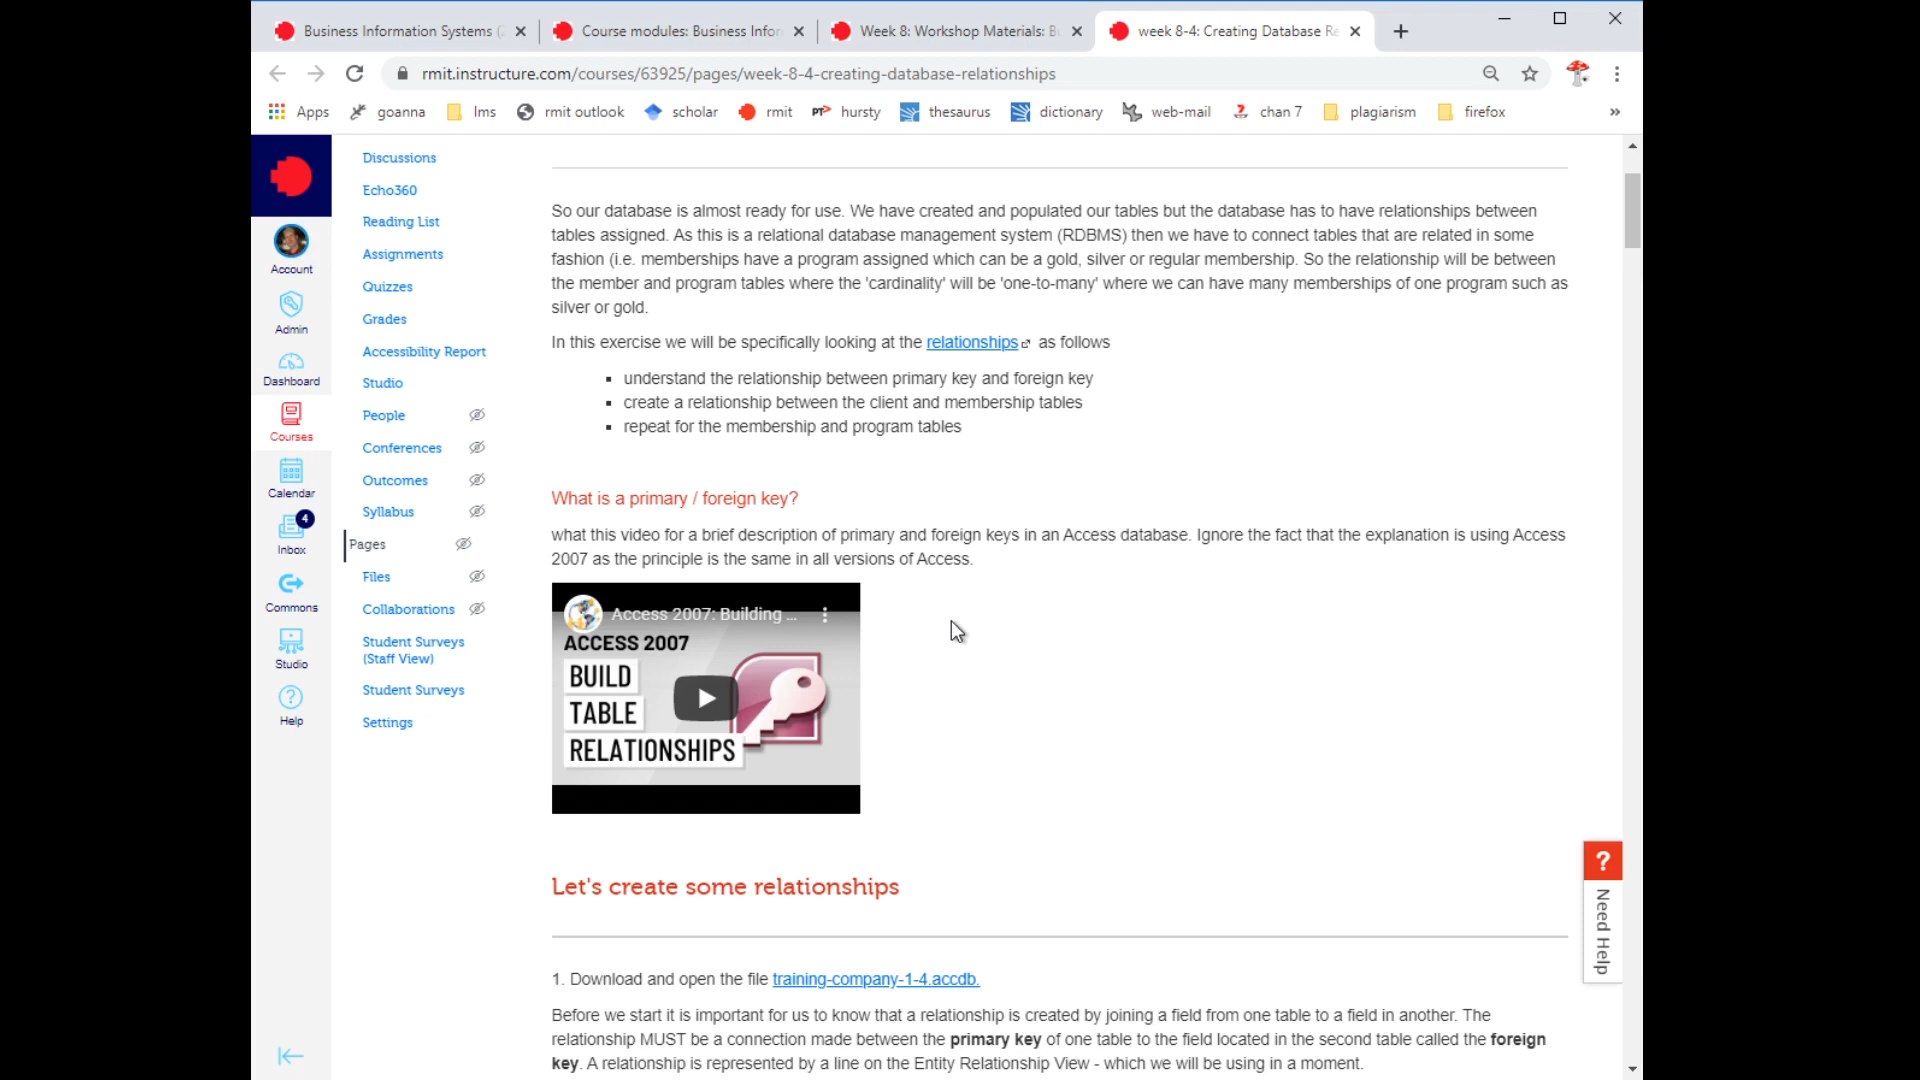 Business Information Systems (
Course modules: Business Infor
Week 8: Workshop Materials: B
week 8-4: Creating Database Re
rmit.instructure.com/courses/63925/pages/week-8-4-creating-database-relationships
Apps
goanna
lms
rmit outlook
scholar
rmit
hursty
thesaurus
dictionary
web-mail
chan 7
plagiarism
firefox
»
Account
Admin
Dashboard
Courses
Calendar
4
Inbox
Commons
Studio
Help
Discussions
Echo360
Reading List
Assignments
Quizzes
Grades
Accessibility Report
Studio
People
Conferences
Outcomes
Syllabus
Pages
Files
Collaborations
Student Surveys
(Staff View)
Student Surveys
Settings
So our database is almost ready for use. We have created and populated our tables but the database has to have relationships between
tables assigned. As this is a relational database management system (RDBMS) then we have to connect tables that are related in some
fashion (i.e. memberships have a program assigned which can be a gold, silver or regular membership. So the relationship will be between
the member and program tables where the 'cardinality' will be 'one-to-many' where we can have many memberships of one program such as
silver or gold.
In this exercise we will be specifically looking at the relationships as follows
▪ understand the relationship between primary key and foreign key
▪ create a relationship between the client and membership tables
▪ repeat for the membership and program tables
What is a primary / foreign key?
what this video for a brief description of primary and foreign keys in an Access database. Ignore the fact that the explanation is using Access
2007 as the principle is the same in all versions of Access.
Access 2007: Building ...
ACCESS 2007
BUILD
TABLE
RELATIONSHIPS
Let's create some relationships
1. Download and open the file training-company-1-4.accdb.
Before we start it is important for us to know that a relationship is created by joining a field from one table to a field in another. The
relationship MUST be a connection made between the primary key of one table to the field located in the second table called the foreign
key. A relationship is represented by a line on the Entity Relationship View - which we will be using in a moment.
?
Need Help